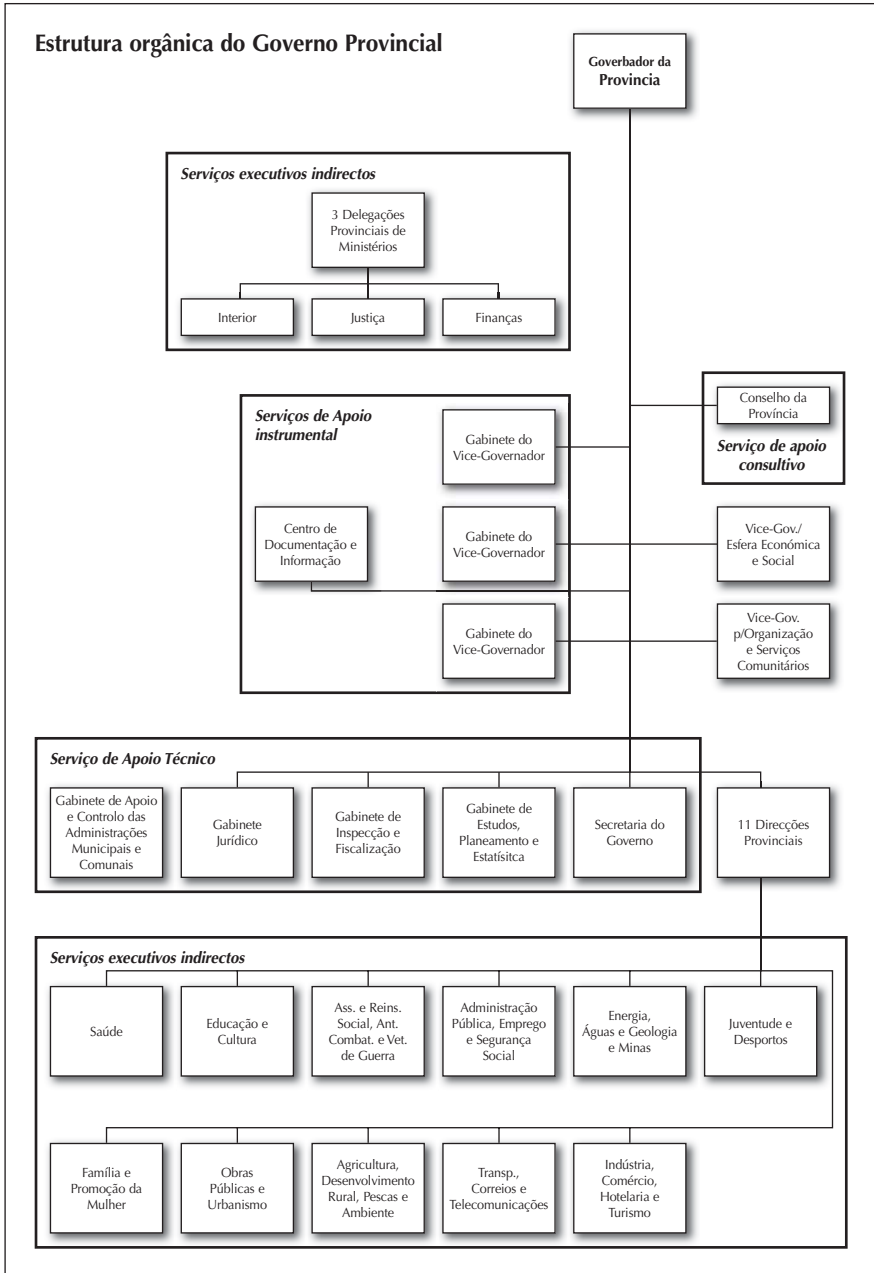 Estrutura orgânica do Governo Provincial
Goverbador da
Provincia
Serviços executivos indirectos
3 Delegações
Provinciais de
Ministérios
Interior
Justiça
Finanças
Conselho da
Província
Serviço de apoio
consultivo
Serviços de Apoio
instrumental
Gabinete do
Vice-Governador
Centro de
Documentação e
Informação
Gabinete do
Vice-Governador
Vice-Gov./
Esfera Económica
e Social
Gabinete do
Vice-Governador
Vice-Gov.
p/Organização
e Serviços
Comunitários
Serviço de Apoio Técnico
Gabinete de Apoio
e Controlo das
Administrações
Municipais e
Comunais
Gabinete
Jurídico
Gabinete de
Inspecção e
Fiscalização
Gabinete de
Estudos,
Planeamento e
Estatísitca
Secretaria do
Governo
11 Direcções
Provinciais
Serviços executivos indirectos
Saúde
Educação e
Cultura
Ass. e Reins.
Social, Ant.
Combat. e Vet.
de Guerra
Administração
Pública, Emprego
e Segurança
Social
Energia,
Águas e Geologia
e Minas
Juventude e
Desportos
Família e
Promoção da
Mulher
Obras
Públicas e
Urbanismo
Agricultura,
Desenvolvimento
Rural, Pescas e
Ambiente
Transp.,
Correios e
Telecomunicações
Indústria,
Comércio,
Hotelaria e
Turismo